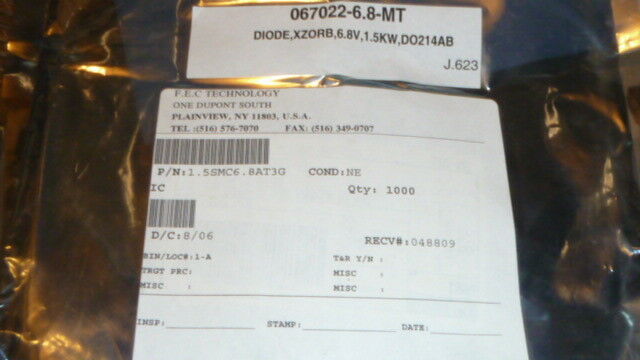 067022-6.8-MT
DIODE,XZORB,6.8V,1.5KW,DO214AB
J.623
F.E.C TECHNOLOGY
ONE DUPONT SOUTH
PLAINVIEW, NY 11803, U.S.A.
TEL :(516) 576-7070 FAX: (516) 349-0707
P/N:1.5SMC6.8AT3G COND:NE
IC Qty: 1000
D/C:8/06 RECV#:048809
BIN/LOC#:1-A T&R Y/N :
TRGT PRC: MISC :
MISC : MISC :
INSP: STAMP: DATE: